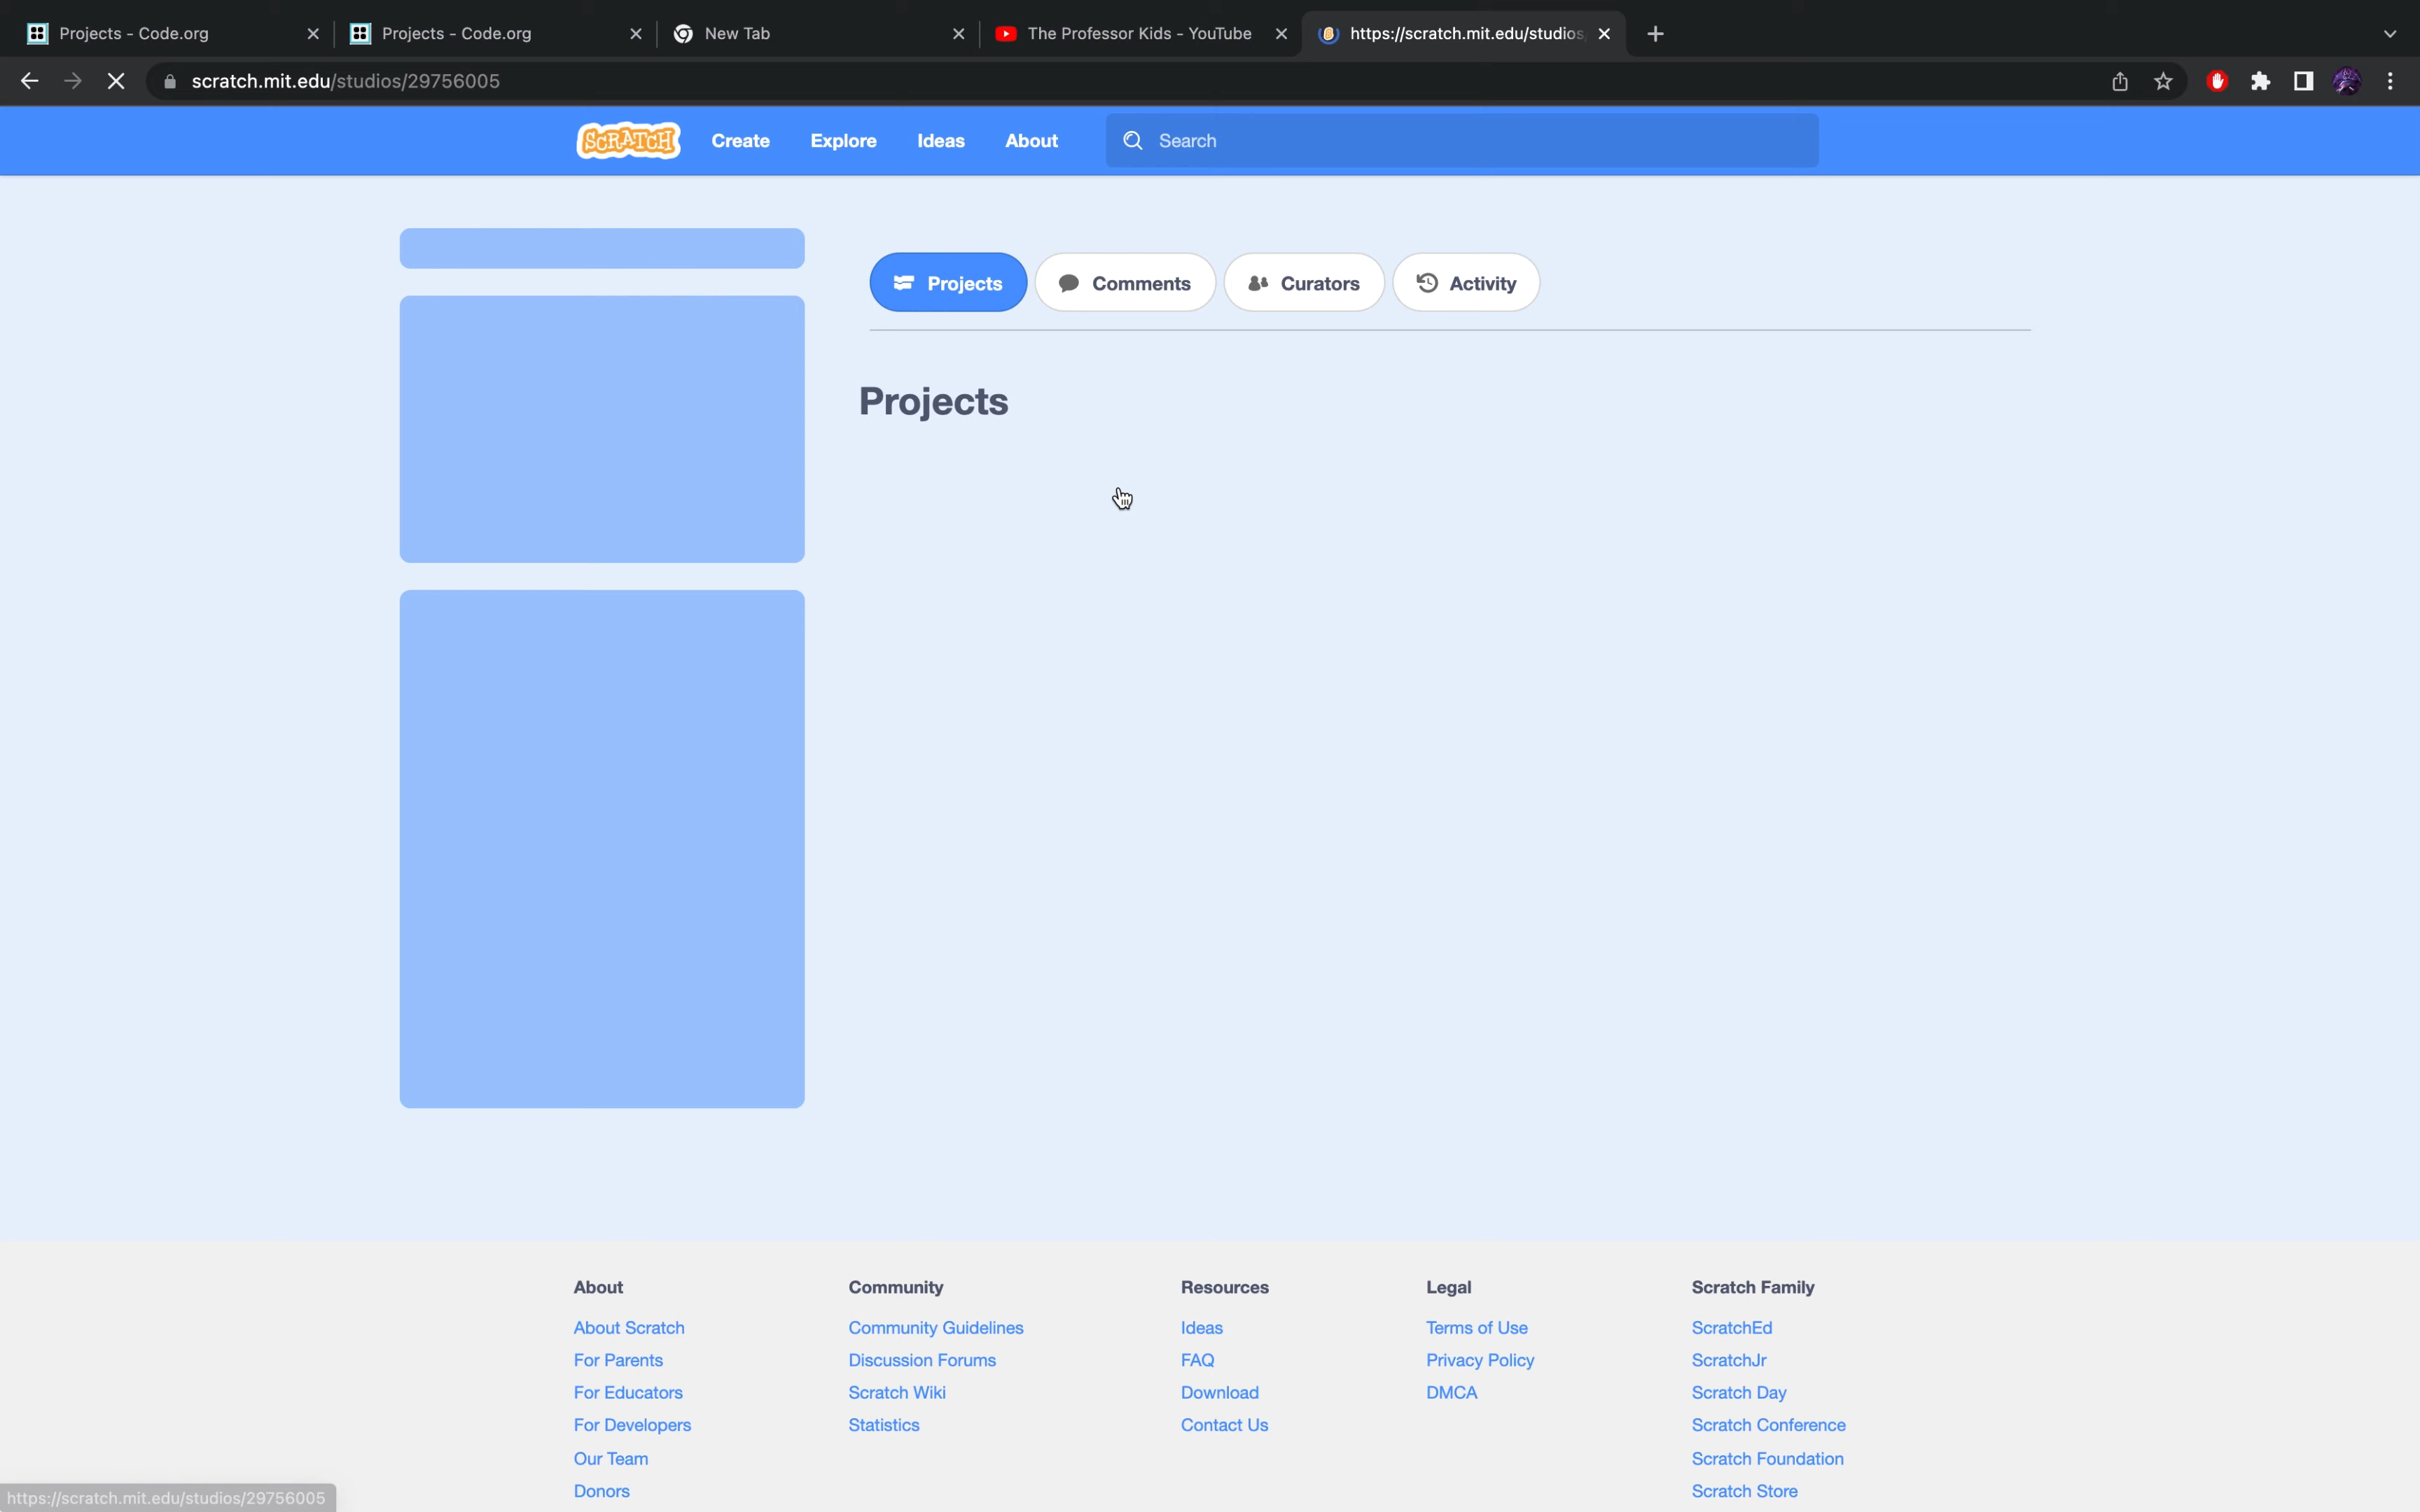 Projects - Code.org
Projects - Code.org
New Tab
The Professor Kids - YouTube
https://scratch.mit.edu/studios
scratch.mit.edu/studios/29756005
SCRATCH
Create
Explore
Ideas
About
Search
Projects
Comments
Curators
Activity
Projects
About
About Scratch
For Parents
For Educators
For Developers
Our Team
Donors
Community
Community Guidelines
Discussion Forums
Scratch Wiki
Statistics
Resources
Ideas
FAQ
Download
Contact Us
Legal
Terms of Use
Privacy Policy
DMCA
Scratch Family
ScratchEd
ScratchJr
Scratch Day
Scratch Conference
Scratch Foundation
Scratch Store
https://scratch.mit.edu/studios/29756005